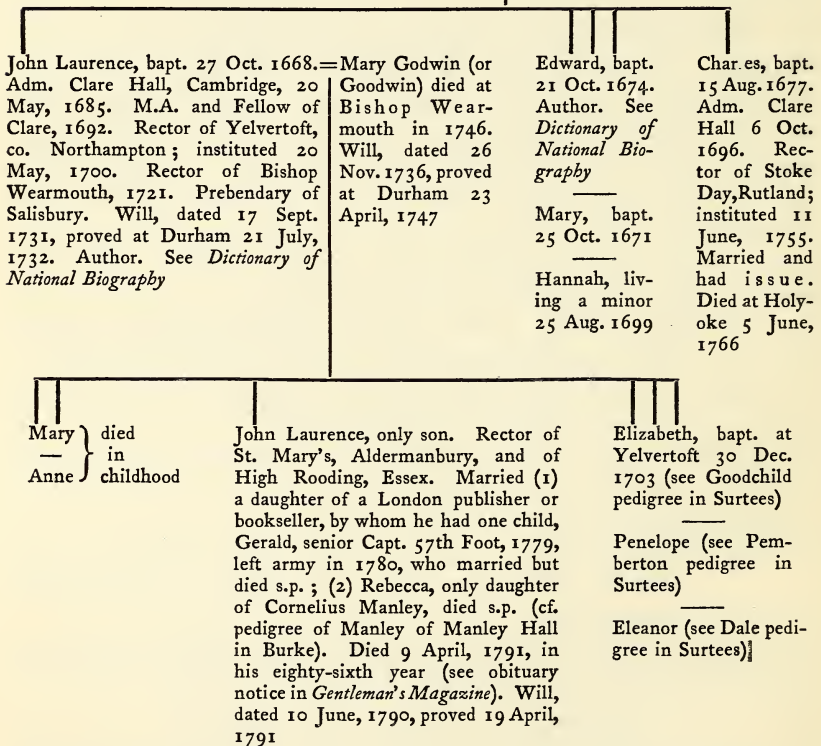 John Laurence, bapt. 27 Oct. 1668.=
Adm. Clare Hall, Cambridge, 20
May, 1685. M.A. and Fellow of
Clare, 1692. Rector of Yelvertoft,
co. Northampton ; instituted 20
May, 1700. Rector of Bishop
Wearmouth, 1721. Prebendary of
Salisbury. Will, dated 17 Sept.
1731, proved at Durham 21 July,
1732. Author. See Dictionary of
National Biography
Mary Godwin (or
Goodwin) died at
Bishop Wear-
mouth in 1746.
Will, dated 26
Nov. 1736, proved
at Durham 23
April, 1747
Edward, bapt.
21 Oct. 1674.
Author. See
Dictionary of
National Bio-
graphy
Mary, bapt.
25 Oct. 1671
Hannah, liv-
ing a minor
25 Aug. 1699
Char.es, bapt.
15 Aug. 1677.
Adm. Clare
Hall 6 Oct.
1696. Rec-
tor of Stoke
Day,Rutland;
instituted 11
June, 1755.
Married and
had issue.
Died at Holy-
oke 5 June,
1766
Mary
—
Anne
died
in
childhood
John Laurence, only son. Rector of
St. Mary's, Aldermanbury, and of
High Rooding, Essex. Married (1)
a daughter of a London publisher or
bookseller, by whom he had one child,
Gerald, senior Capt. 57th Foot, 1779,
left army in 1780, who married but
died s.p. ; (2) Rebecca, only daughter
of Cornelius Manley, died s.p. (cf.
pedigree of Manley of Manley Hall
in Burke). Died 9 April, 1791, in
his eighty-sixth year (see obituary
notice in Gentleman's Magazine). Will,
dated 10 June, 1790, proved 19 April,
1791
Elizabeth, bapt. at
Yelvertoft 30 Dec.
1703 (see Goodchild
pedigree in Surtees)
Penelope (see Pem-
berton pedigree in
Surtees)
Eleanor (see Dale pedi-
gree in Surtees)